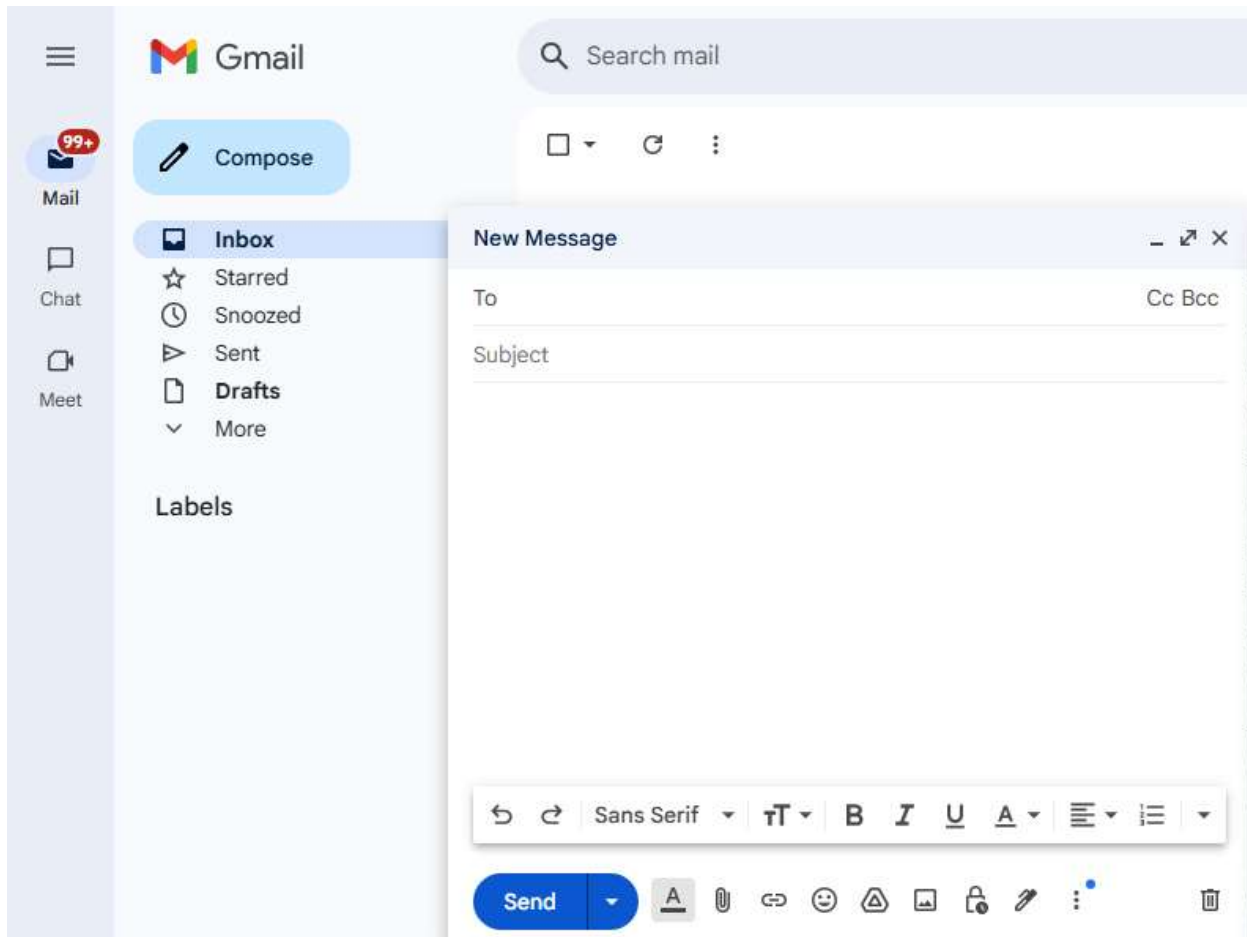 Gmail
Search mail
99+
Mail
Compose
Inbox
Starred
Snoozed
Sent
Drafts
More
Labels
Chat
Meet
New Message
To Cc Bcc
Subject
Sans Serif
B I U A
Send A